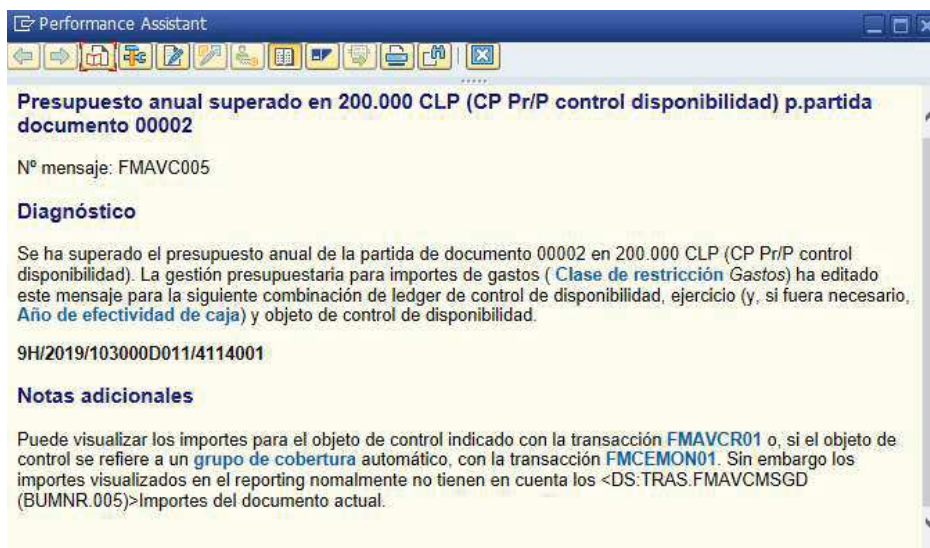 Performance Assistant
Presupuesto anual superado en 200.000 CLP (CP Pr/P control disponibilidad) p.partida
documento 00002
Nº mensaje: FMAVC005
Diagnóstico
Se ha superado el presupuesto anual de la partida de documento 00002 en 200.000 CLP (CP Pr/P control
disponibilidad). La gestión presupuestaria para importes de gastos ( Clase de restricción Gastos) ha editado
este mensaje para la siguiente combinación de ledger de control de disponibilidad, ejercicio (y, si fuera necesario,
Año de efectividad de caja) y objeto de control de disponibilidad.
9H/2019/103000D011/4114001
Notas adicionales
Puede visualizar los importes para el objeto de control indicado con la transacción FMAVCR01 o, si el objeto de
control se refiere a un grupo de cobertura automático, con la transacción FMCEMON01. Sin embargo los
importes visualizados en el reporting nomalmente no tienen en cuenta los <DS:TRAS.FMAVCMSGD
(BUMNR.005)>Importes del documento actual.